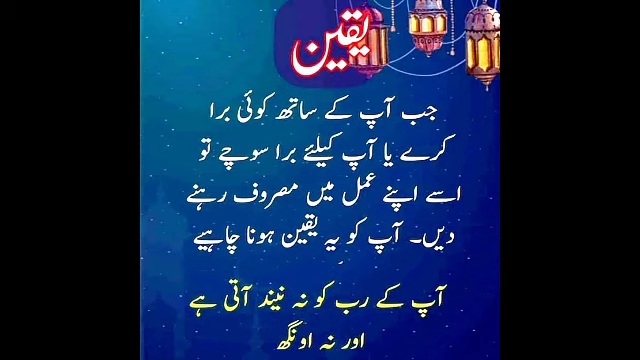 یقین
جب آپ کے ساتھ کوئی برا
کرے یا آپ کیلئے برا سوچے تو
اسے اپنے عمل میں مصروف رہنے
دیں۔ آپ کو یہ یقین ہونا چاہیے
آپ کے رب کو نہ نیند آتی ہے
اور نہ اونگھ